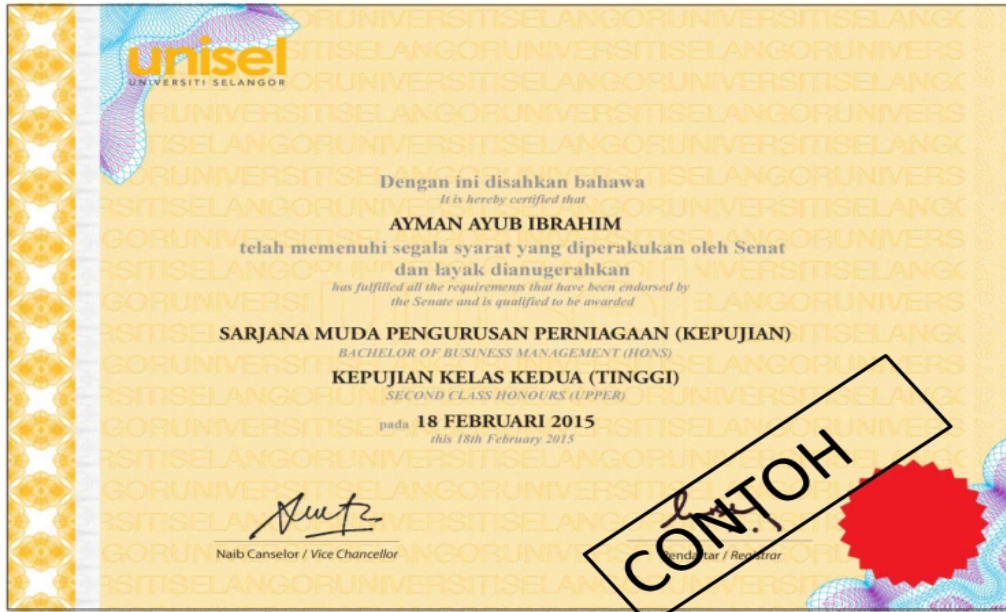 unisel
UNIVERSITI SELANGOR
Dengan ini disahkan bahawa
It is hereby certified that
AYMAN AYUB IBRAHIM
telah memenuhi segala syarat yang diperakukan oleh Senat
dan layak dianugerahkan
has fulfilled all the requirements that have been endorsed by
the Senate and is qualified to be awarded
SARJANA MUDA PENGURUSAN PERNIAGAAN (KEPUJIAN)
BACHELOR OF BUSINESS MANAGEMENT (HONS)
KEPUJIAN KELAS KEDUA (TINGGI)
SECOND CLASS HONOURS (UPPER)
pada 18 FEBRUARI 2015
this 18th February 2015
Naib Canselor / Vice Chancellor
Pendaftar / Registrar
CONTOH